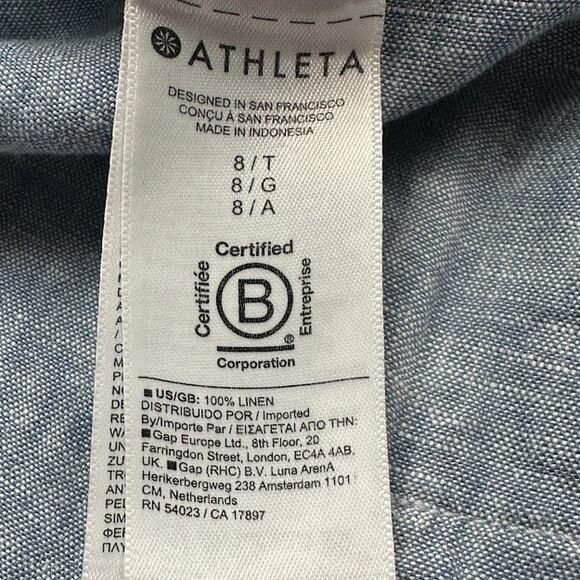 ATHLETA
DESIGNED IN SAN FRANCISCO
CONÇU À SAN FRANCISCO
MADE IN INDONESIA
8 / T
8 / G
8 / A
Certified
Certifiée
B
Entreprise
Corporation
US/GB: 100% LINEN
DISTRIBUIDO POR / Imported
By/Importe Par / ΕΙΣΑΓΕΤΑΙ ΑΠΟ ΤΗΝ:
Gap Europe Ltd., 8th Floor, 20
Farringdon Street, London, EC4A 4AB,
UK. Gap (RHC) B.V. Luna ArenA
Herikerbergweg 238 Amsterdam 1101
CM, Netherlands
RN 54023 / CA 17897